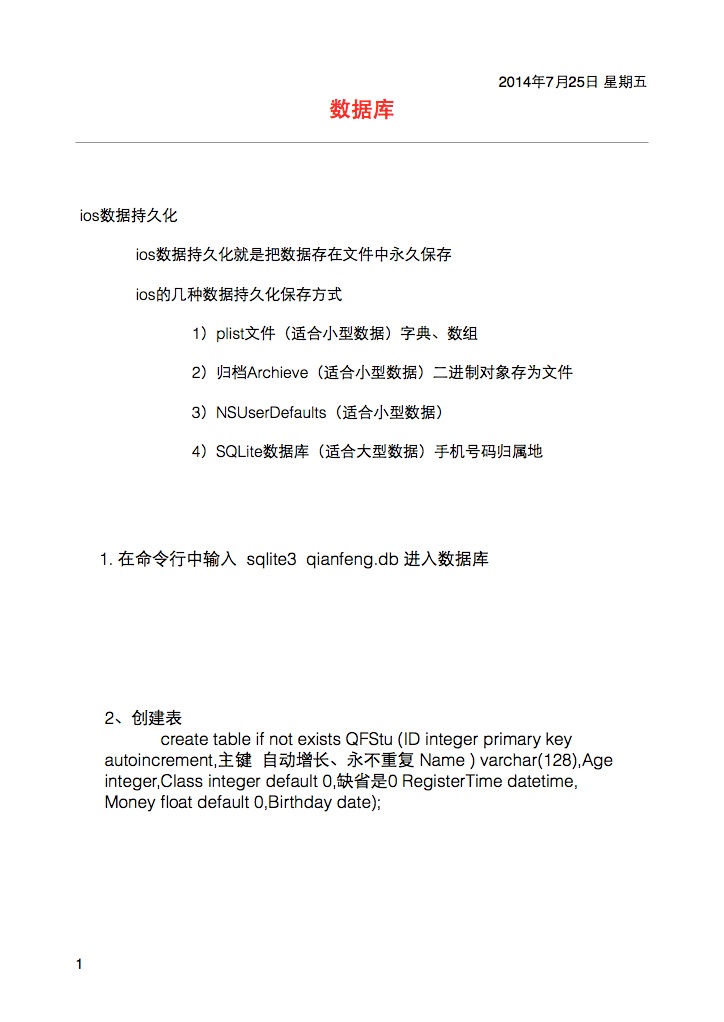 2014年7月25日 星期五
数据库
ios数据持久化
ios数据持久化就是把数据存在文件中永久保存
ios的几种数据持久化保存方式
1）plist文件（适合小型数据）字典、数组
2）归档Archieve（适合小型数据）二进制对象存为文件
3）NSUserDefaults（适合小型数据）
4）SQLite数据库（适合大型数据）手机号码归属地
1. 在命令行中输入  sqlite3  qianfeng.db 进入数据库
2、创建表
create table if not exists QFStu (ID integer primary key
autoincrement,主键  自动增长、永不重复 Name ) varchar(128),Age
integer,Class integer default 0,缺省是0 RegisterTime datetime,
Money float default 0,Birthday date);
1